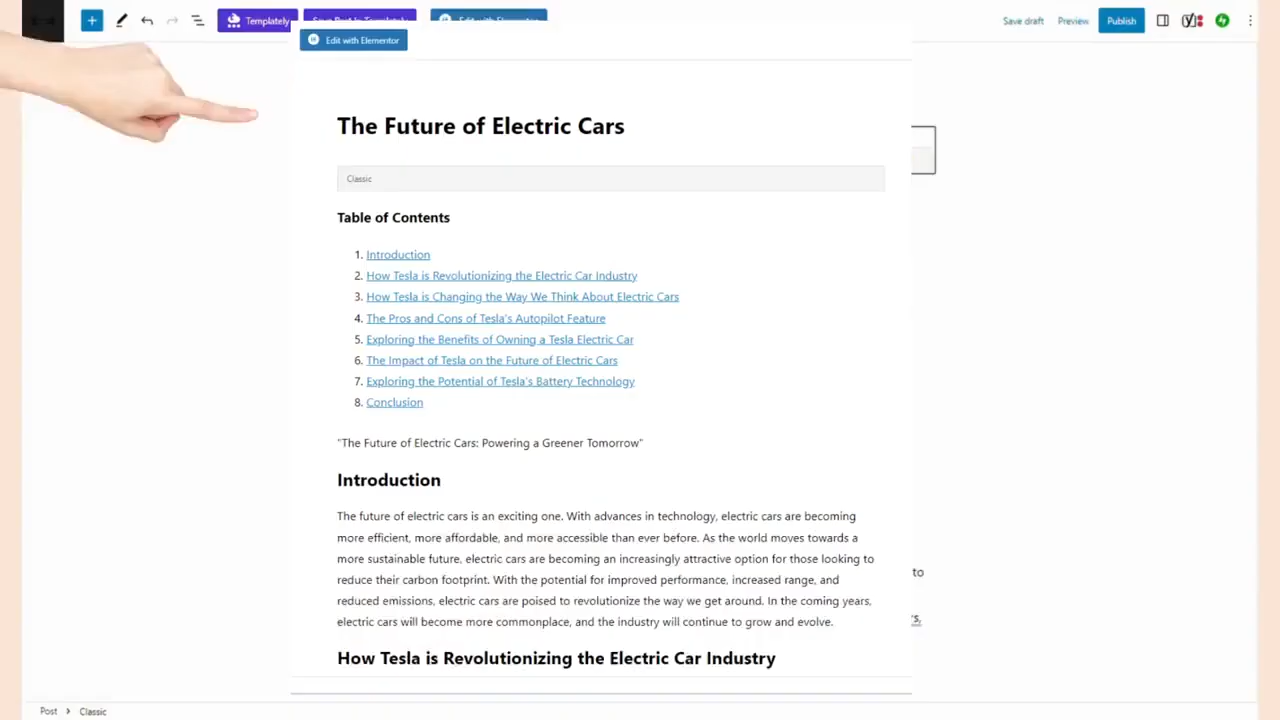 Templately
Save Post in Templately
Edit with Elementor
Save draft
Preview
Publish
Edit with Elementor
The Future of Electric Cars
Classic
Table of Contents
1. Introduction
2. How Tesla is Revolutionizing the Electric Car Industry
3. How Tesla is Changing the Way We Think About Electric Cars
4. The Pros and Cons of Tesla's Autopilot Feature
5. Exploring the Benefits of Owning a Tesla Electric Car
6. The Impact of Tesla on the Future of Electric Cars
7. Exploring the Potential of Tesla's Battery Technology
8. Conclusion
"The Future of Electric Cars: Powering a Greener Tomorrow"
Introduction
The future of electric cars is an exciting one. With advances in technology, electric cars are becoming
more efficient, more affordable, and more accessible than ever before. As the world moves towards a
more sustainable future, electric cars are becoming an increasingly attractive option for those looking to
reduce their carbon footprint. With the potential for improved performance, increased range, and
reduced emissions, electric cars are poised to revolutionize the way we get around. In the coming years,
electric cars will become more commonplace, and the industry will continue to grow and evolve.
to
rs,
How Tesla is Revolutionizing the Electric Car Industry
Post > Classic